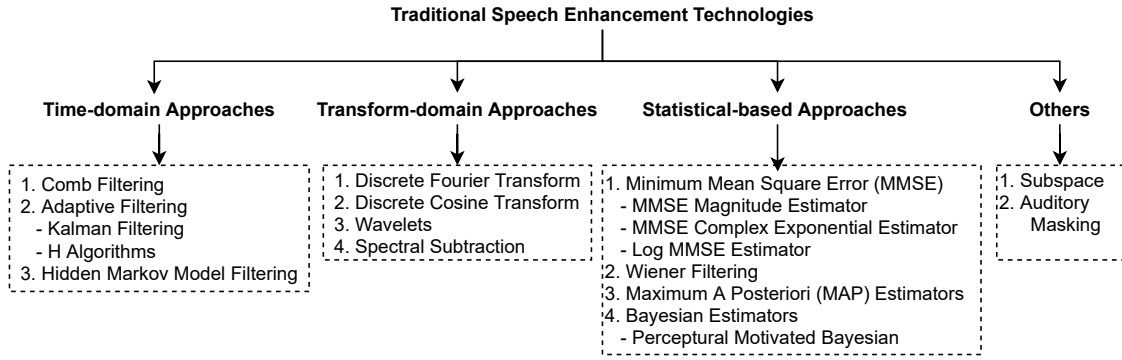 Traditional Speech Enhancement Technologies
Time-domain Approaches
1. Comb Filtering
2. Adaptive Filtering
- Kalman Filtering
- H Algorithms
3. Hidden Markov Model Filtering
Transform-domain Approaches
1. Discrete Fourier Transform
2. Discrete Cosine Transform
3. Wavelets
4. Spectral Subtraction
Statistical-based Approaches
1. Minimum Mean Square Error (MMSE)
- MMSE Magnitude Estimator
- MMSE Complex Exponential Estimator
- Log MMSE Estimator
2. Wiener Filtering
3. Maximum A Posteriori (MAP) Estimators
4. Bayesian Estimators
- Perceptural Motivated Bayesian
Others
1. Subspace
2. Auditory
Masking